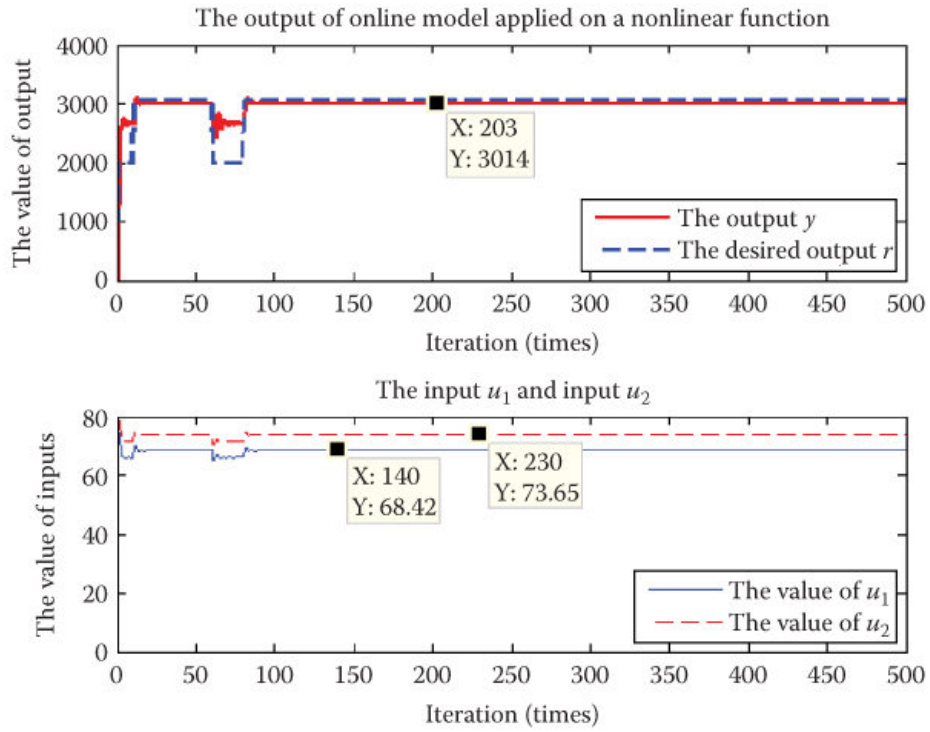 The output of online model applied on a nonlinear function
The value of output
4000
3000
2000
1000
0
X: 203
Y: 3014
The output y
The desired output r
0 50 100 150 200 250 300 350 400 450 500
Iteration (times)
The input u₁ and input u₂
The value of inputs
80
60
40
20
0
X: 140
Y: 68.42
X: 230
Y: 73.65
The value of u₁
The value of u₂
0 50 100 150 200 250 300 350 400 450 500
Iteration (times)